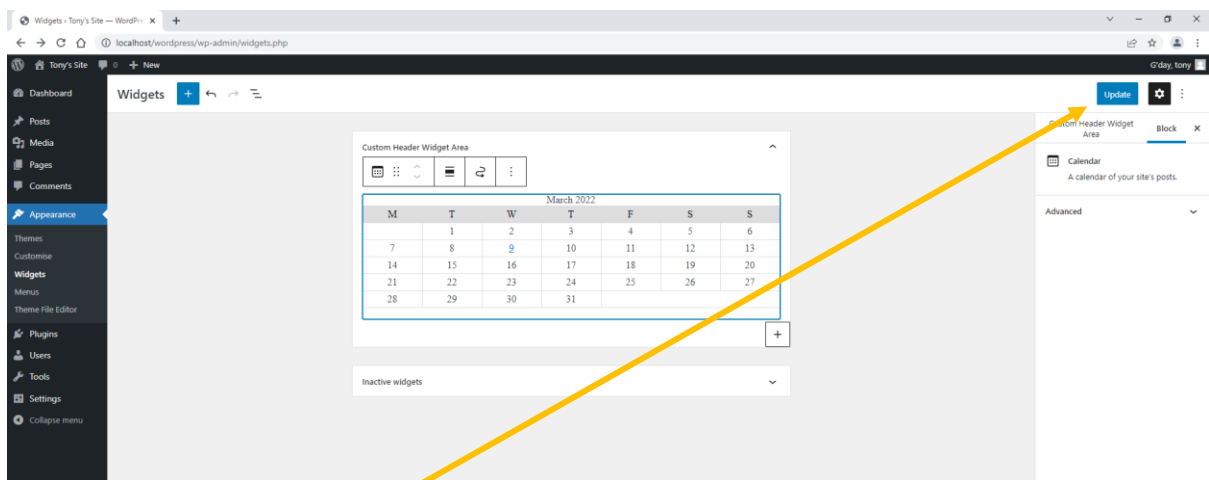 Widgets ‹ Tony's Site — WordPr
localhost/wordpress/wp-admin/widgets.php
Tony's Site 0 + New G'day, tony
Dashboard
Posts
Media
Pages
Comments
Appearance
Themes
Customise
Widgets
Menus
Theme File Editor
Plugins
Users
Tools
Settings
Collapse menu
Widgets
Update
Custom Header Widget Area
March 2022
M T W T F S S
1 2 3 4 5 6
7 8 9 10 11 12 13
14 15 16 17 18 19 20
21 22 23 24 25 26 27
28 29 30 31
Inactive widgets
Custom Header Widget
Area
Block
Calendar
A calendar of your site's posts.
Advanced